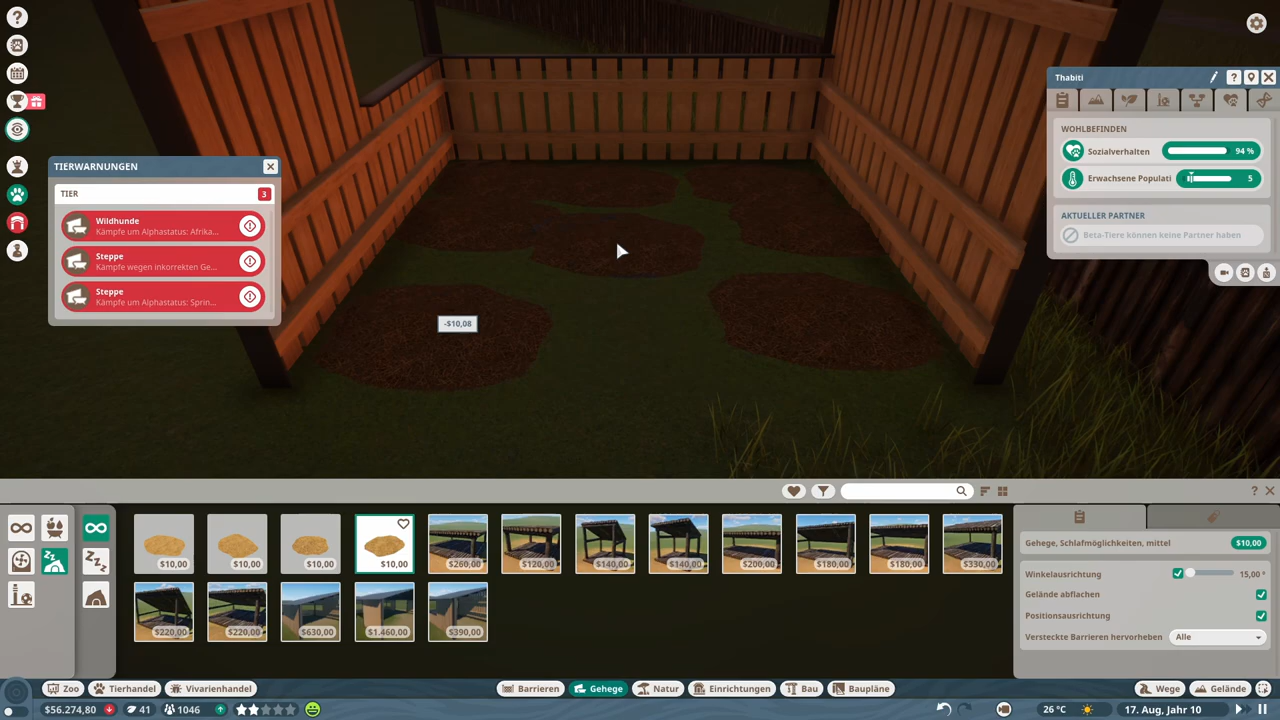 TIERWARNUNGEN
TIER
3
Wildhunde
Kämpfe um Alphastatus: Afrika...
Steppe
Kämpfe wegen inkorrekten Ge...
Steppe
Kämpfe um Alphastatus: Sprin...
-$10,08
Thabiti
?
WOHLBEFINDEN
Sozialverhalten
94 %
Erwachsene Populati
5
AKTUELLER PARTNER
Beta-Tiere können keine Partner haben
?
$10,00
$10,00
$10,00
$10,00
$260,00
$120,00
$140,00
$140,00
$200,00
$180,00
$180,00
$330,00
$220,00
$220,00
$630,00
$1.460,00
$390,00
?
Gehege, Schlafmöglichkeiten, mittel
$10,00
Winkelausrichtung
15,00 °
Gelände abflachen
Positionsausrichtung
Versteckte Barrieren hervorheben
Alle
Zoo
Tierhandel
Vivarienhandel
Barrieren
Gehege
Natur
Einrichtungen
Bau
Baupläne
Wege
Gelände
$56.274,80
41
1046
26 °C
17. Aug, Jahr 10